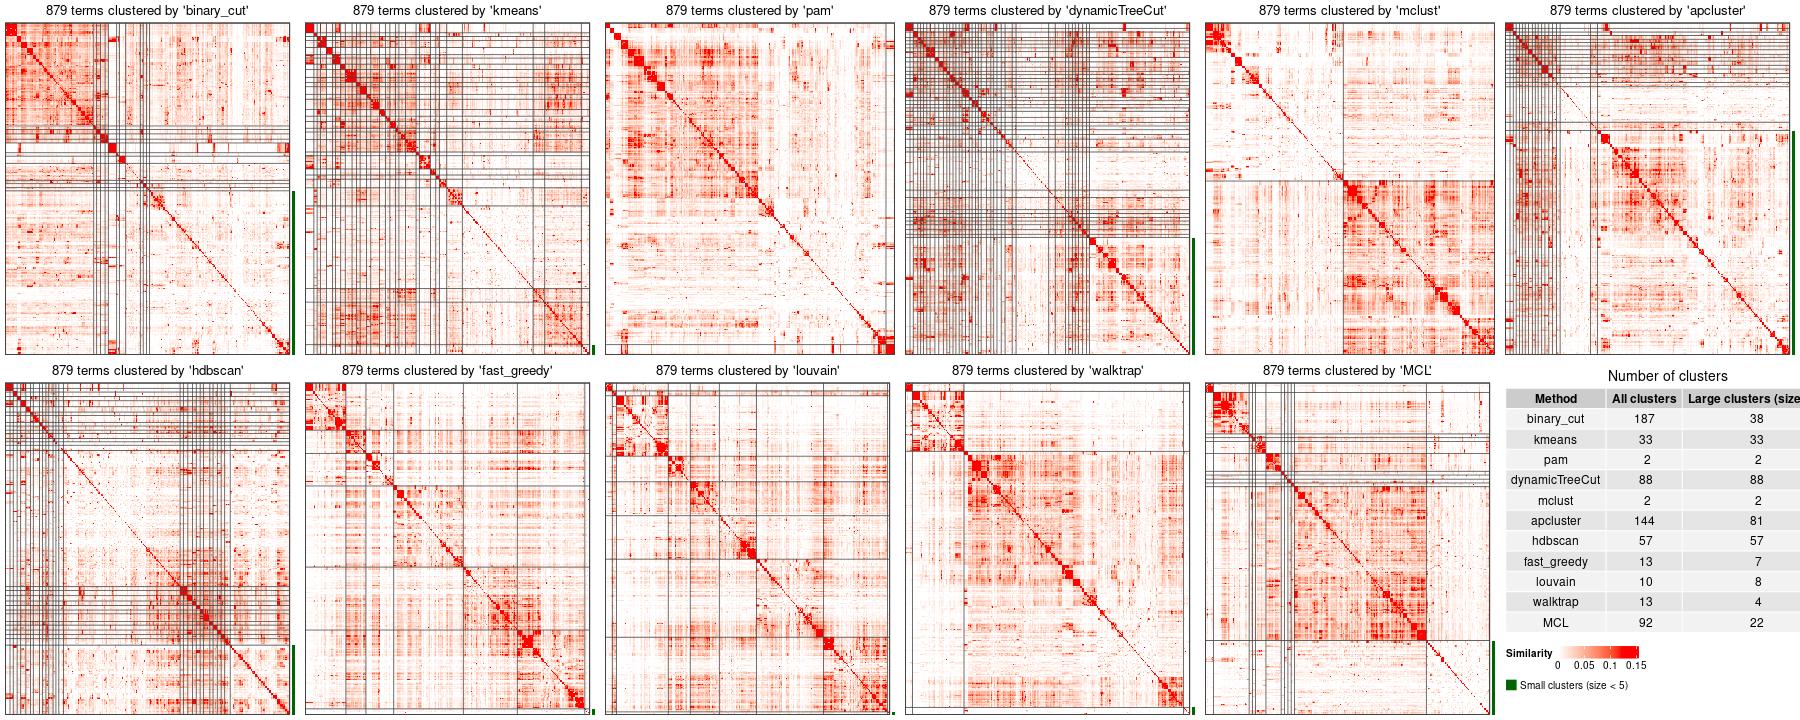 879 terms clustered by 'binary_cut'
879 terms clustered by 'kmeans'
879 terms clustered by 'pam'
879 terms clustered by 'dynamicTreeCut'
879 terms clustered by 'mclust'
879 terms clustered by 'apcluster'
879 terms clustered by 'hdbscan'
879 terms clustered by 'fast_greedy'
879 terms clustered by 'louvain'
879 terms clustered by 'walktrap'
879 terms clustered by 'MCL'
Number of clusters
Method All clusters Large clusters (size
binary_cut 187 38
kmeans 33 33
pam 2 2
dynamicTreeCut 88 88
mclust 2 2
apcluster 144 81
hdbscan 57 57
fast_greedy 13 7
louvain 10 8
walktrap 13 4
MCL 92 22
Similarity
0 0.05 0.1 0.15
Small clusters (size < 5)